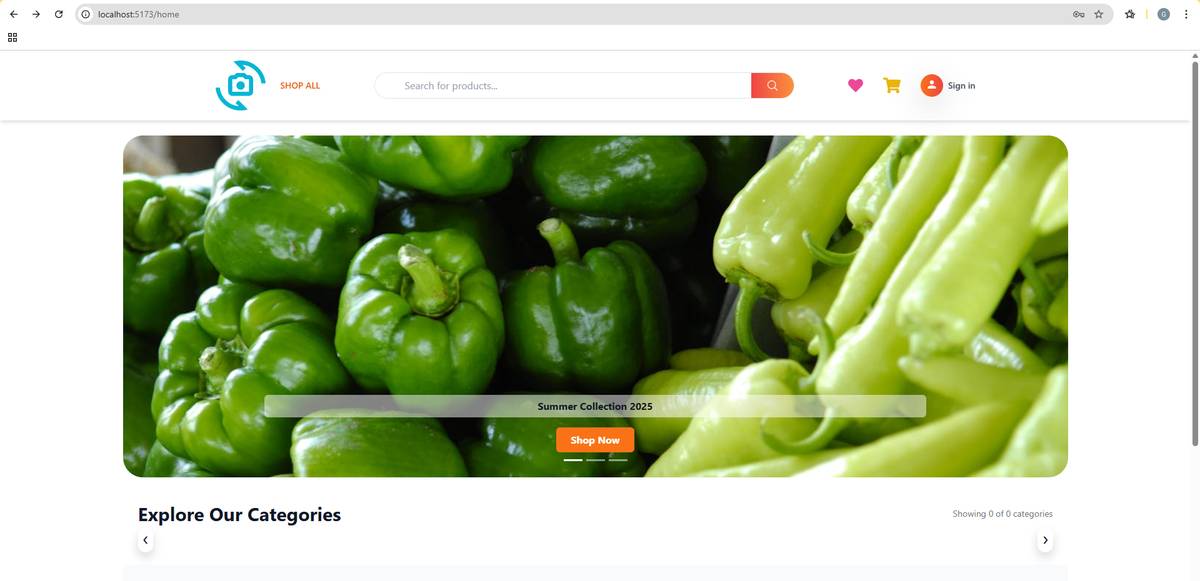 localhost:5173/home
G
SHOP ALL
Search for products...
Sign in
Summer Collection 2025
Shop Now
Explore Our Categories
Showing 0 of 0 categories